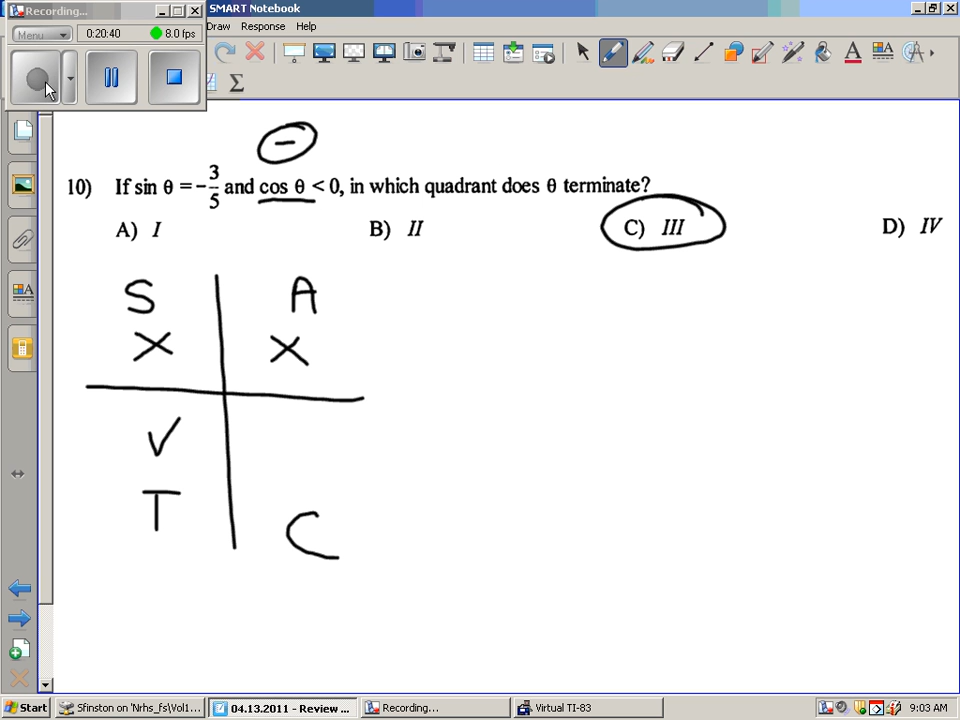 Recording...
SMART Notebook
Menu
0:20:40
8.0 fps
Draw Response Help
Σ
−
10) If sin θ = −3/5 and cos θ < 0, in which quadrant does θ terminate?
A) I B) II C) III D) IV
S A
X X
T C
Start
Sfinston on 'Nrhs_fs\Vol1...
04.13.2011 - Review ...
Recording...
Virtual TI-83
9:03 AM